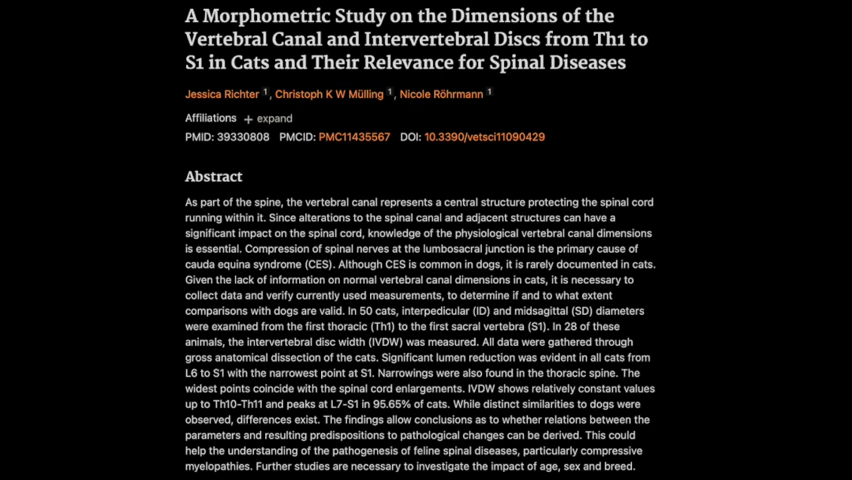 A Morphometric Study on the Dimensions of the
Vertebral Canal and Intervertebral Discs from Th1 to
S1 in Cats and Their Relevance for Spinal Diseases
Jessica Richter 1, Christoph K W Mülling 1, Nicole Röhrmann 1
Affiliations + expand
PMID: 39330808 PMCID: PMC11435567 DOI: 10.3390/vetsci11090429
Abstract
As part of the spine, the vertebral canal represents a central structure protecting the spinal cord
running within it. Since alterations to the spinal canal and adjacent structures can have a
significant impact on the spinal cord, knowledge of the physiological vertebral canal dimensions
is essential. Compression of spinal nerves at the lumbosacral junction is the primary cause of
cauda equina syndrome (CES). Although CES is common in dogs, it is rarely documented in cats.
Given the lack of information on normal vertebral canal dimensions in cats, it is necessary to
collect data and verify currently used measurements, to determine if and to what extent
comparisons with dogs are valid. In 50 cats, interpedicular (ID) and midsagittal (SD) diameters
were examined from the first thoracic (Th1) to the first sacral vertebra (S1). In 28 of these
animals, the intervertebral disc width (IVDW) was measured. All data were gathered through
gross anatomical dissection of the cats. Significant lumen reduction was evident in all cats from
L6 to S1 with the narrowest point at S1. Narrowings were also found in the thoracic spine. The
widest points coincide with the spinal cord enlargements. IVDW shows relatively constant values
up to Th10-Th11 and peaks at L7-S1 in 95.65% of cats. While distinct similarities to dogs were
observed, differences exist. The findings allow conclusions as to whether relations between the
parameters and resulting predispositions to pathological changes can be derived. This could
help the understanding of the pathogenesis of feline spinal diseases, particularly compressive
myelopathies. Further studies are necessary to investigate the impact of age, sex and breed.